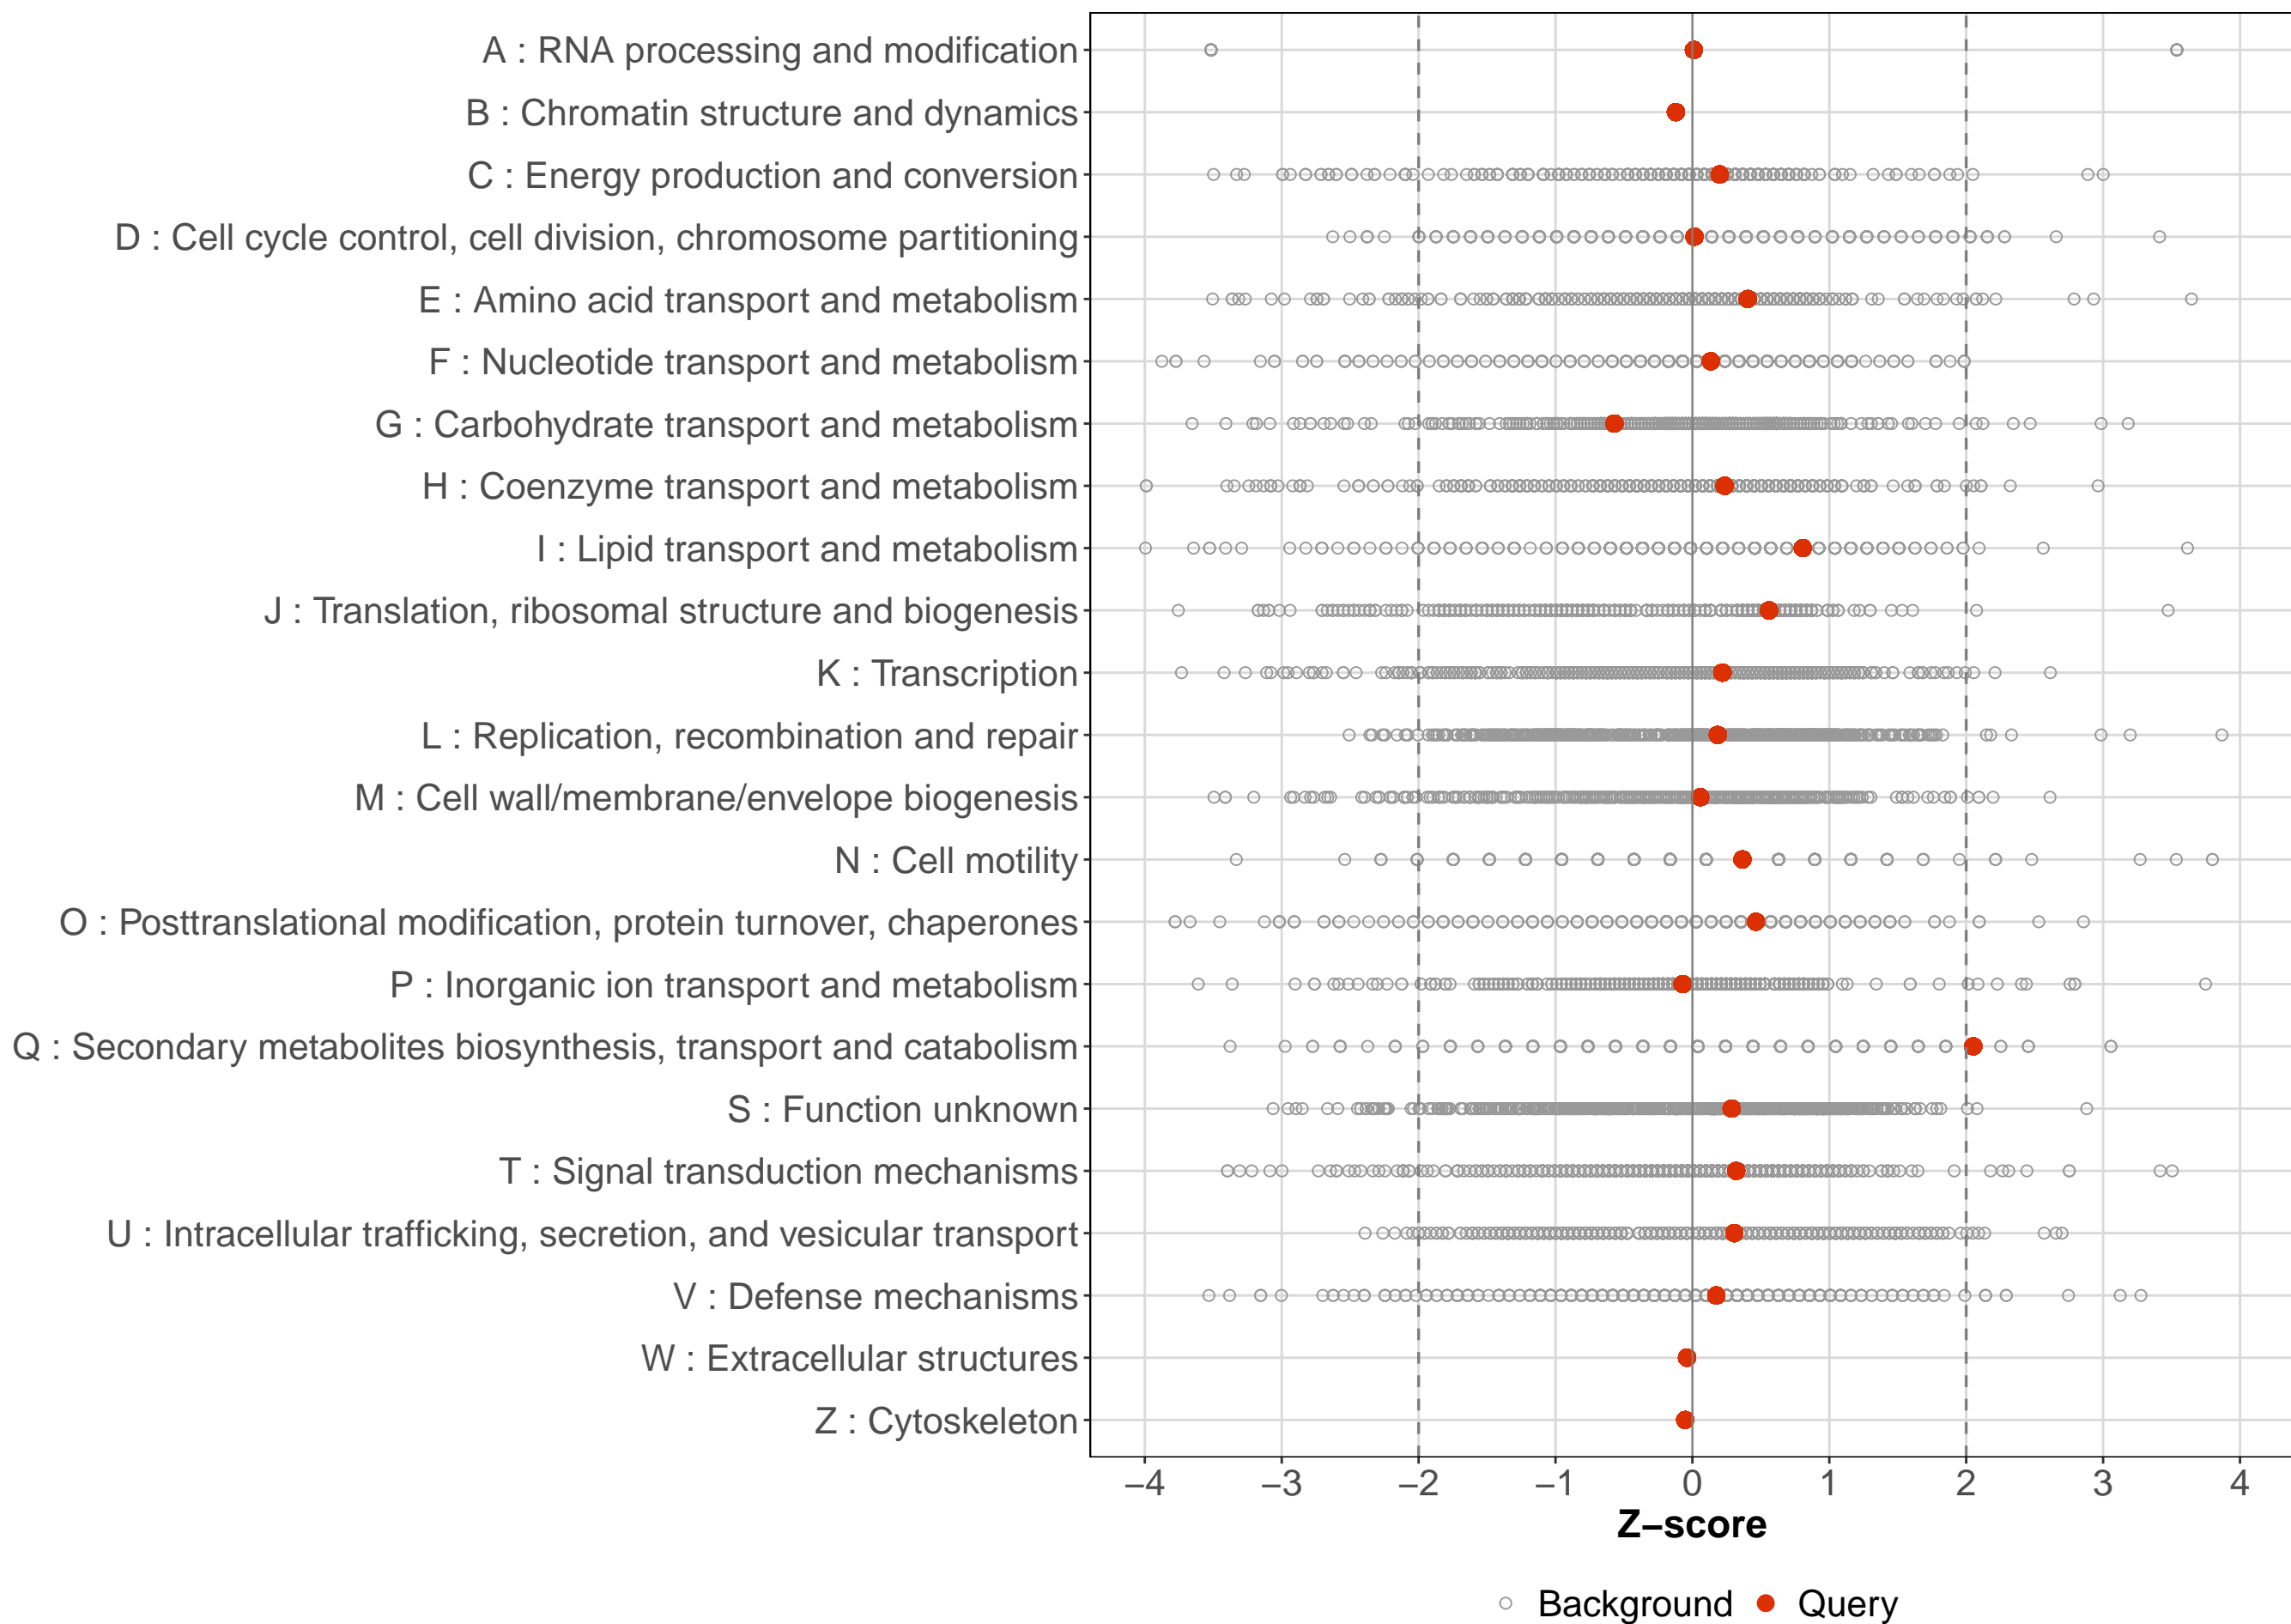 A : RNA processing and modification
B : Chromatin structure and dynamics
C : Energy production and conversion
D : Cell cycle control, cell division, chromosome partitioning
E : Amino acid transport and metabolism
F : Nucleotide transport and metabolism
G : Carbohydrate transport and metabolism
H : Coenzyme transport and metabolism
I : Lipid transport and metabolism
J : Translation, ribosomal structure and biogenesis
K : Transcription
L : Replication, recombination and repair
M : Cell wall/membrane/envelope biogenesis
N : Cell motility
O : Posttranslational modification, protein turnover, chaperones
P : Inorganic ion transport and metabolism
Q : Secondary metabolites biosynthesis, transport and catabolism
S : Function unknown
T : Signal transduction mechanisms
U : Intracellular trafficking, secretion, and vesicular transport
V : Defense mechanisms
W : Extracellular structures
Z : Cytoskeleton
−4 −3 −2 −1 0 1 2 3 4
Z−score
Background Query